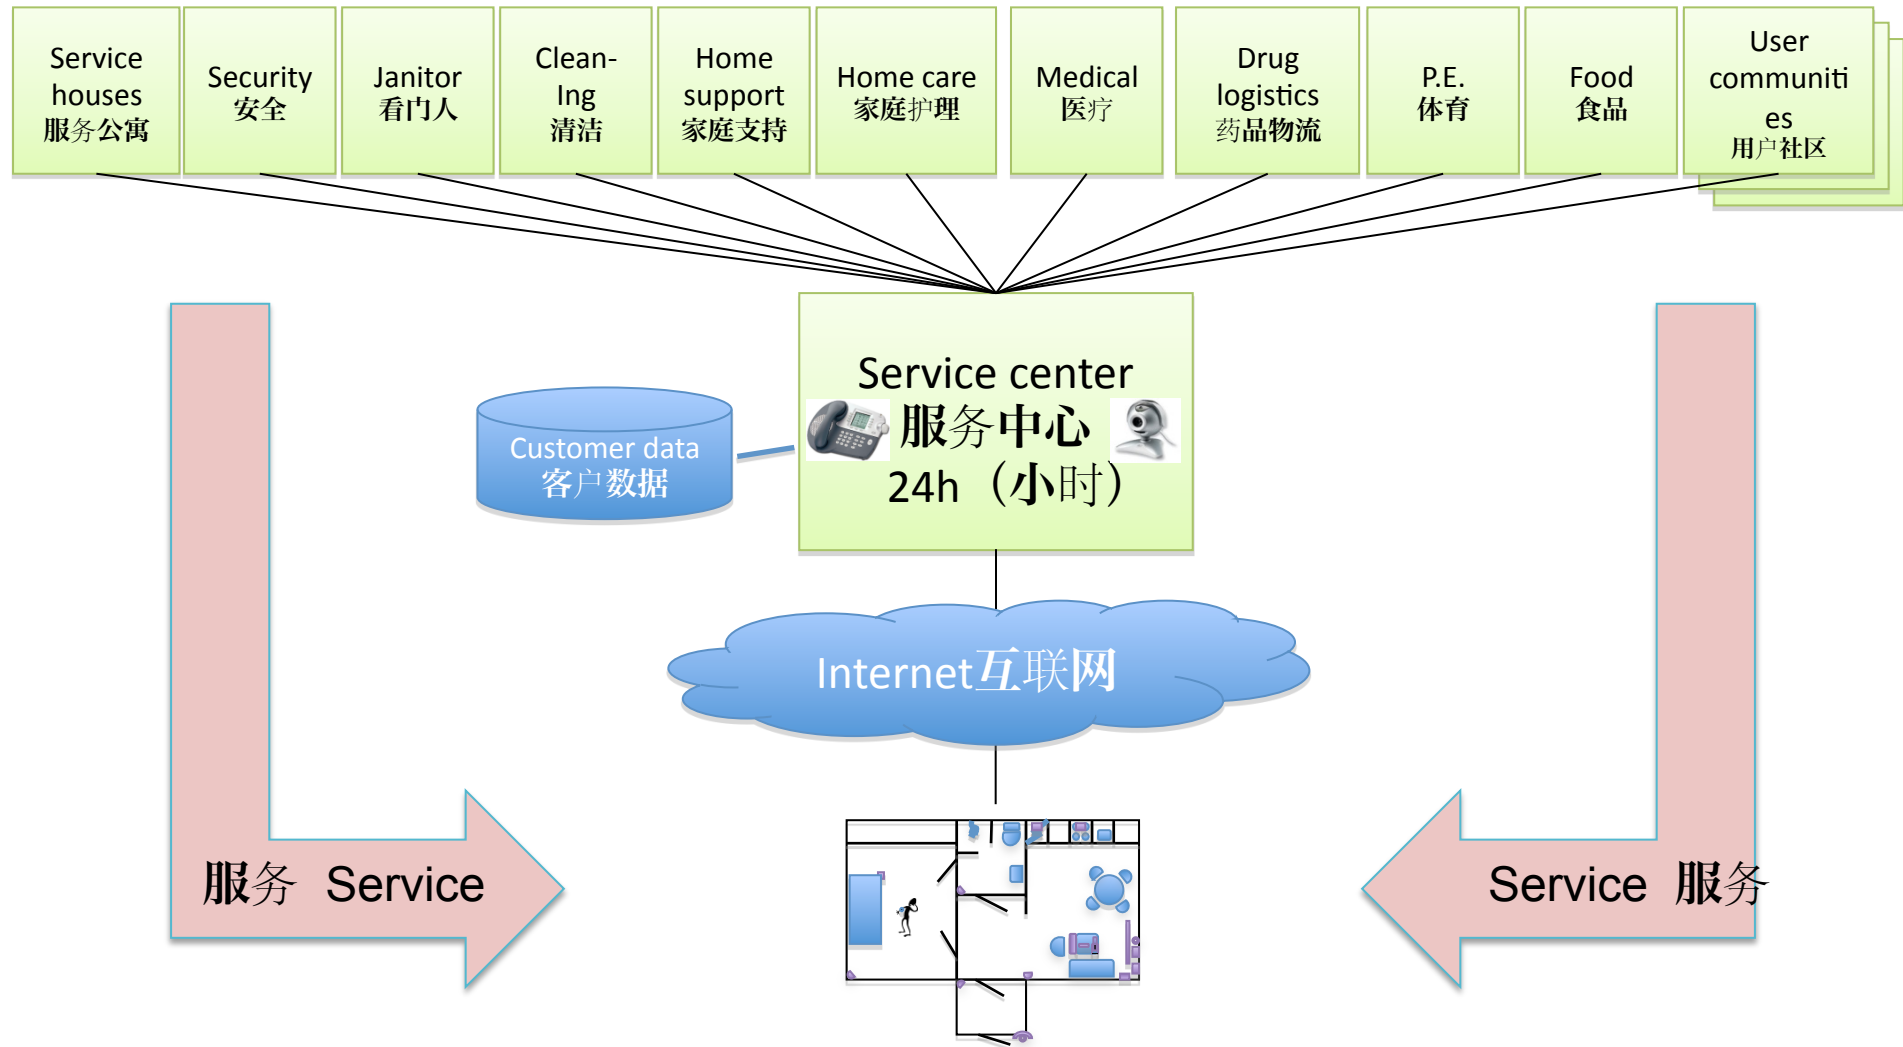 Service
houses
服务公寓
Security
安全
Janitor
看门人
Clean-
Ing
清洁
Home
support
家庭支持
Home care
家庭护理
Medical
医疗
Drug
logistics
药品物流
P.E.
体育
Food
食品
User
communiti
es
用户社区
Service center
服务中心
24h（小时）
Customer data
客户数据
Internet互联网
服务 Service
Service 服务